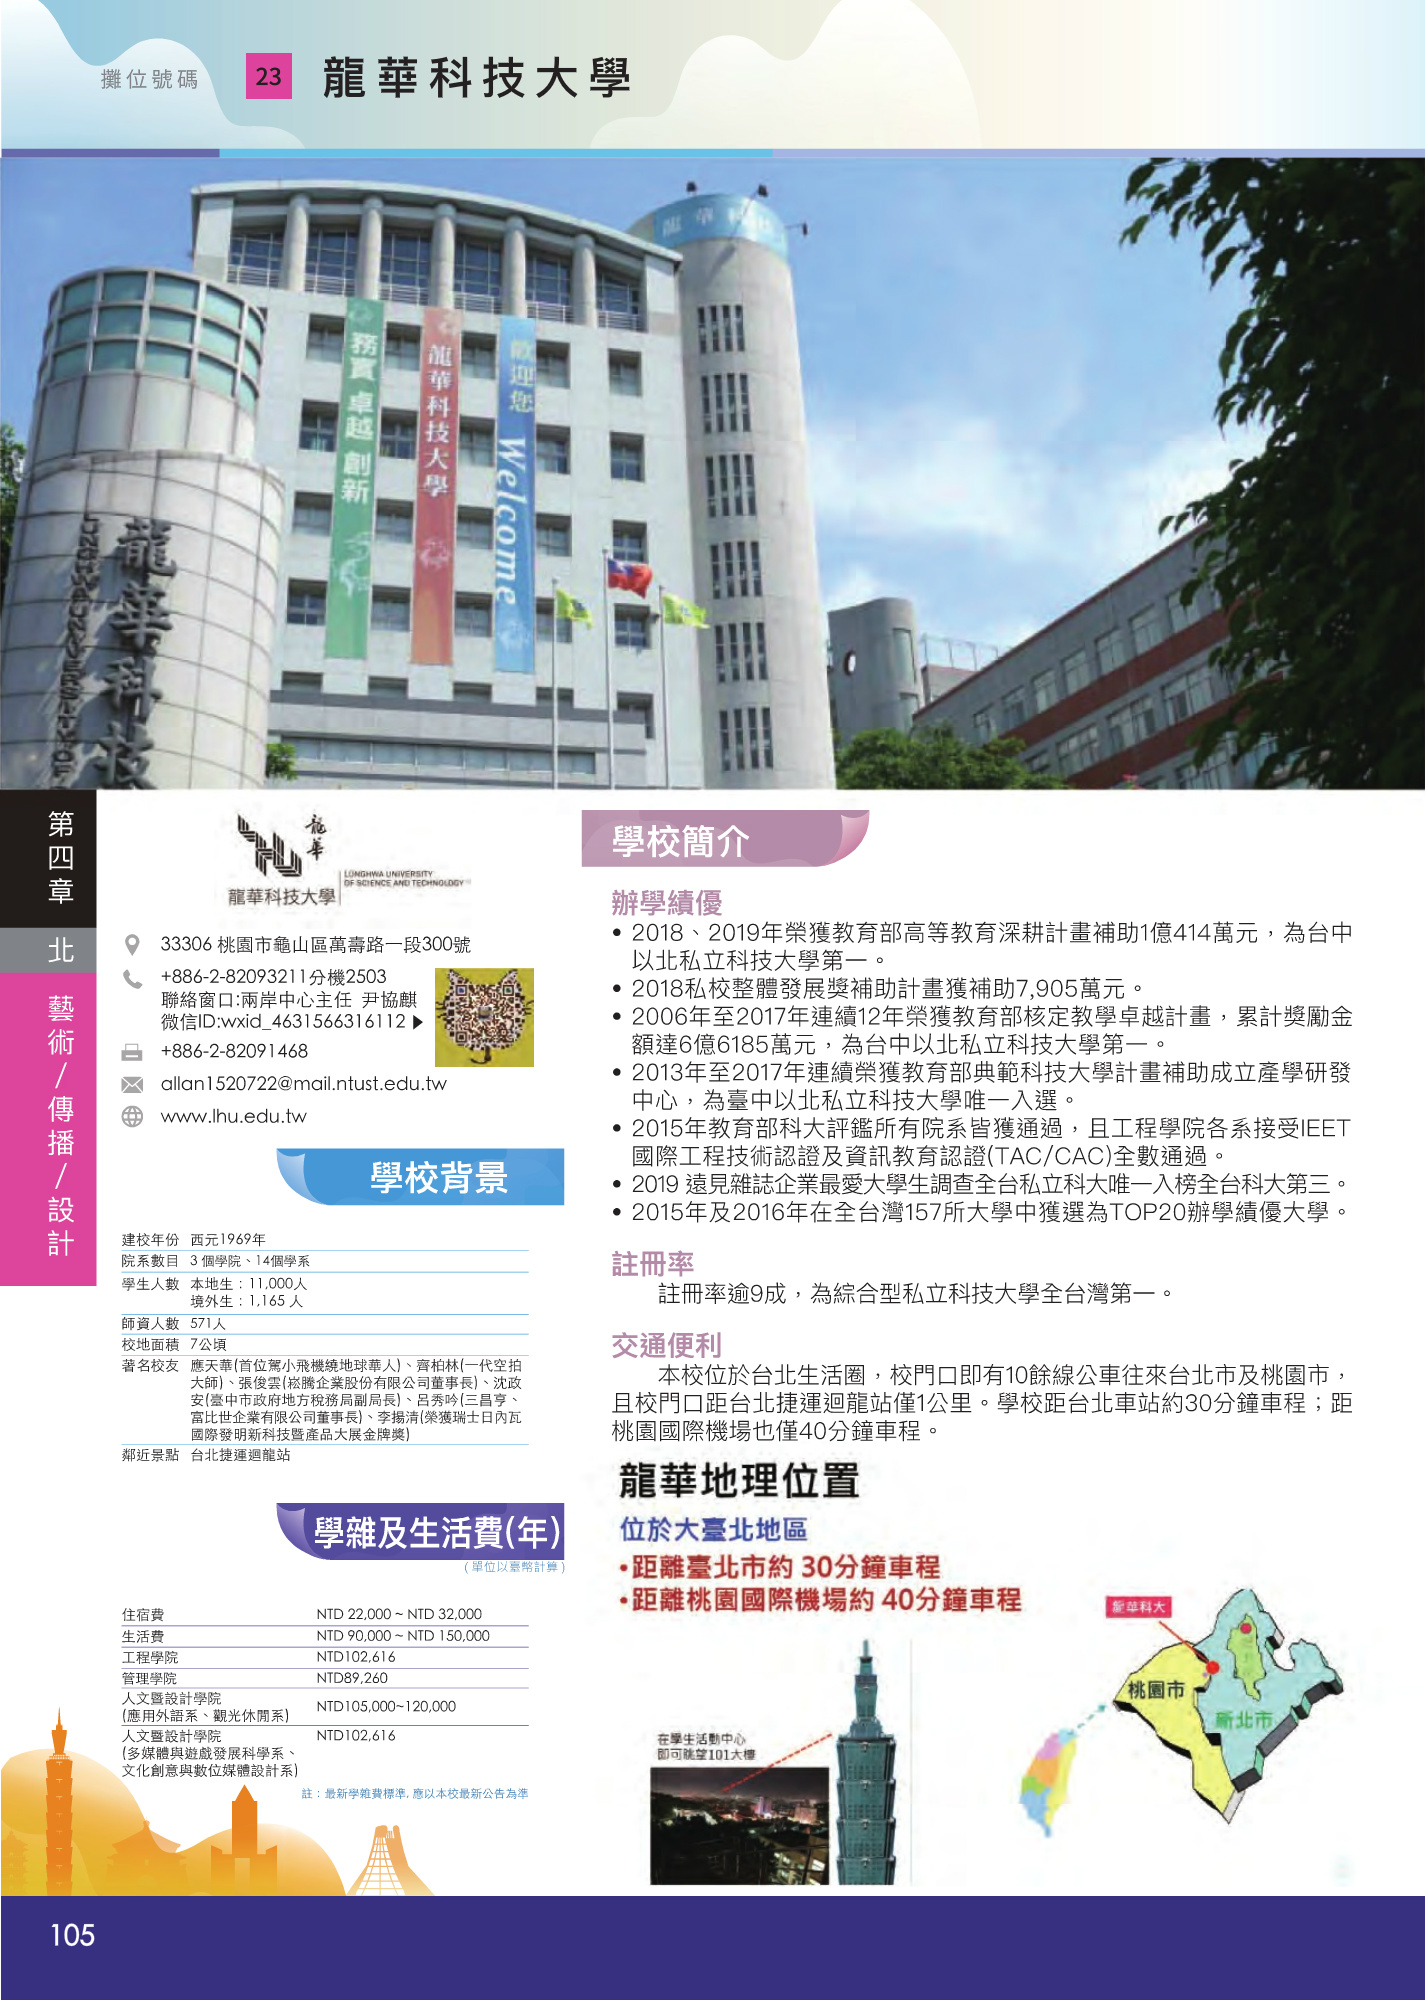 攤位號碼 23 龍華科技大學
龍華科技
務實 卓越 創新
龍華科技大學
歡迎您 Welcome
龍華科技
LUNGHWA UNIVERSITY OF
第四章
北
藝術/傳播/設計
龍華
LUNGHWA UNIVERSITY
OF SCIENCE AND TECHNOLOGY
龍華科技大學
33306 桃園市龜山區萬壽路一段300號
+886-2-82093211分機2503
聯絡窗口:兩岸中心主任 尹協麒
微信ID:wxid_4631566316112
+886-2-82091468
allan1520722@mail.ntust.edu.tw
www.lhu.edu.tw
學校背景
建校年份 西元1969年
院系數目 3 個學院、14個學系
學生人數 本地生：11,000人
境外生：1,165 人
師資人數 571人
校地面積 7公頃
著名校友 應天華(首位駕小飛機繞地球華人)、齊柏林(一代空拍
大師)、張俊雲(崧騰企業股份有限公司董事長)、沈政
安(臺中市政府地方稅務局副局長)、呂秀吟(三昌亨、
富比世企業有限公司董事長)、李揚清(榮獲瑞士日內瓦
國際發明新科技暨產品大展金牌獎)
鄰近景點 台北捷運迴龍站
學雜及生活費(年)
(單位以臺幣計算)
住宿費 NTD 22,000 ~ NTD 32,000
生活費 NTD 90,000 ~ NTD 150,000
工程學院 NTD102,616
管理學院 NTD89,260
人文暨設計學院
(應用外語系、觀光休閒系) NTD105,000~120,000
人文暨設計學院 NTD102,616
(多媒體與遊戲發展科學系、
文化創意與數位媒體設計系)
註：最新學雜費標準, 應以本校最新公告為準
學校簡介
辦學績優
• 2018、2019年榮獲教育部高等教育深耕計畫補助1億414萬元，為台中
以北私立科技大學第一。
• 2018私校整體發展獎補助計畫獲補助7,905萬元。
• 2006年至2017年連續12年榮獲教育部核定教學卓越計畫，累計獎勵金
額達6億6185萬元，為台中以北私立科技大學第一。
• 2013年至2017年連續榮獲教育部典範科技大學計畫補助成立產學研發
中心，為臺中以北私立科技大學唯一入選。
• 2015年教育部科大評鑑所有院系皆獲通過，且工程學院各系接受IEET
國際工程技術認證及資訊教育認證(TAC/CAC)全數通過。
• 2019 遠見雜誌企業最愛大學生調查全台私立科大唯一入榜全台科大第三。
• 2015年及2016年在全台灣157所大學中獲選為TOP20辦學績優大學。
註冊率
註冊率逾9成，為綜合型私立科技大學全台灣第一。
交通便利
本校位於台北生活圈，校門口即有10餘線公車往來台北市及桃園市，
且校門口距台北捷運迴龍站僅1公里。學校距台北車站約30分鐘車程；距
桃園國際機場也僅40分鐘車程。
龍華地理位置
位於大臺北地區
•距離臺北市約 30分鐘車程
•距離桃園國際機場約 40分鐘車程
龍華科大
桃園市
新北市
在學生活動中心
即可眺望101大樓
105